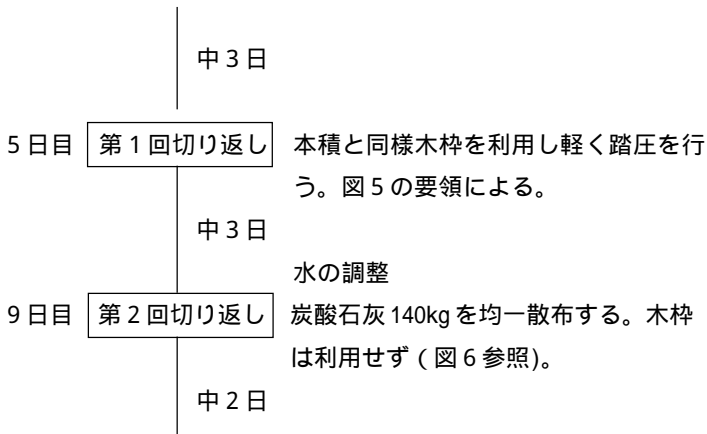 中3日
5日目 第1回切り返し 本積と同様木枠を利用し軽く踏圧を行
う。図5の要領による。
中3日
水の調整
9日目 第2回切り返し 炭酸石灰140kgを均一散布する。木枠
は利用せず(図6参照)。
中2日